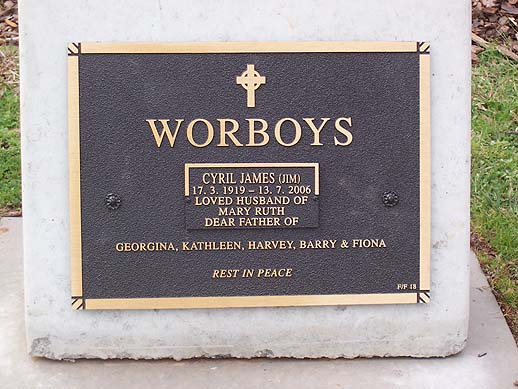 WORBOYS
CYRIL JAMES (JIM)
17. 3. 1919 – 13. 7. 2006
LOVED HUSBAND OF
MARY RUTH
DEAR FATHER OF
GEORGINA, KATHLEEN, HARVEY, BARRY & FIONA
REST IN PEACE
F/F 18